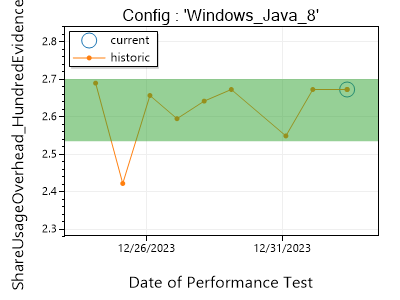 Config : 'Windows_Java_8'
ShareUsageOverhead_HundredEvidence
2.8
2.7
2.6
2.5
2.4
2.3
current
historic
12/26/2023
12/31/2023
Date of Performance Test